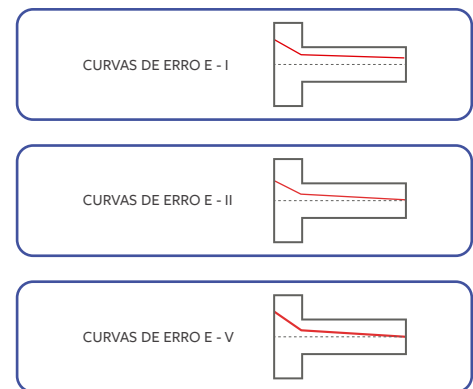 CURVAS DE ERRO E - I
CURVAS DE ERRO E - II
CURVAS DE ERRO E - V